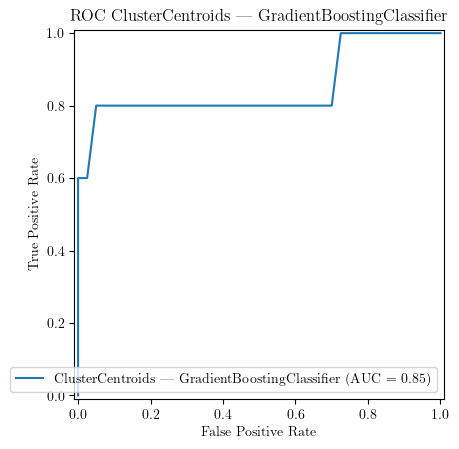 ROC ClusterCentroids — GradientBoostingClassifier
1.0
0.8
0.6
0.4
0.2
0.0
True Positive Rate
ClusterCentroids — GradientBoostingClassifier (AUC = 0.85)
0.0 0.2 0.4 0.6 0.8 1.0
False Positive Rate